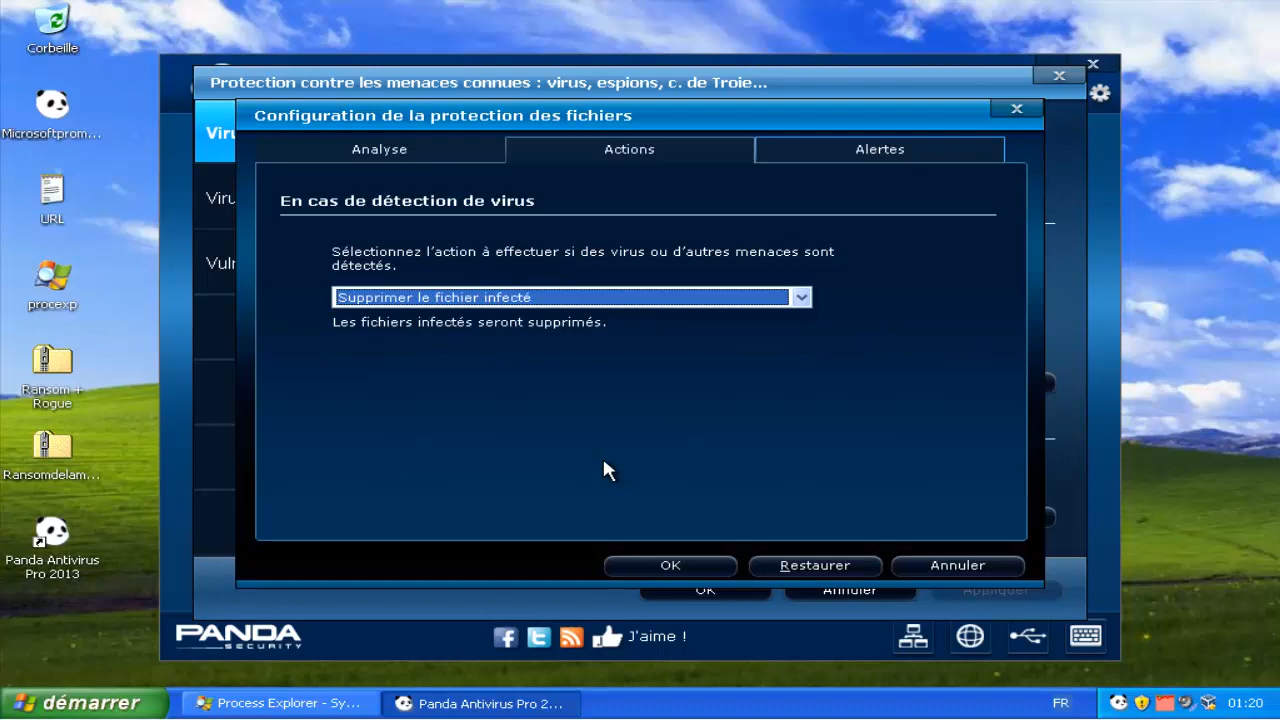 Corbeille
Microsoftprom...
URL
procexp
Ransom +
Rogue
Ransomdelam...
Panda Antivirus
Pro 2013
Protection contre les menaces connues : virus, espions, c. de Troie...
Configuration de la protection des fichiers
Analyse
Actions
Alertes
En cas de détection de virus
Sélectionnez l'action à effectuer si des virus ou d'autres menaces sont
détectés.
Supprimer le fichier infecté
Les fichiers infectés seront supprimés.
OK
Restaurer
Annuler
OK
Annuler
Appliquer
PANDA
SECURITY
J'aime !
démarrer
Process Explorer - Sy...
Panda Antivirus Pro 2...
FR
01:20